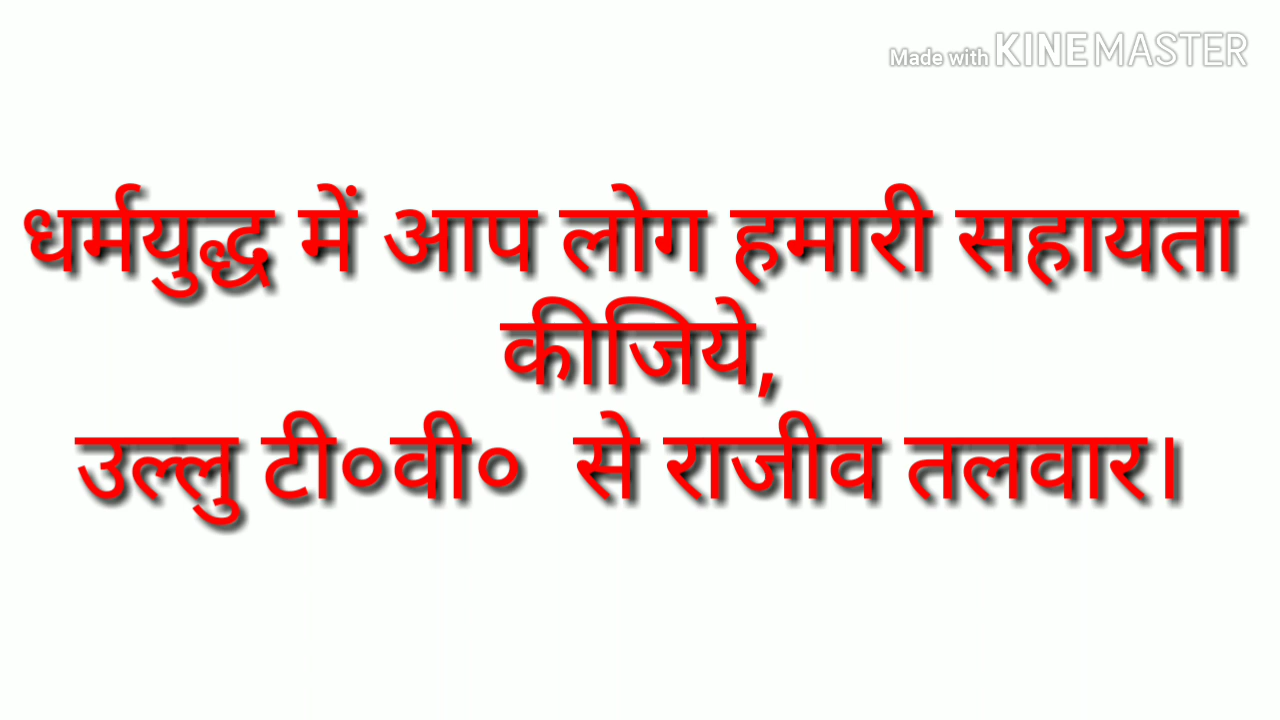 Made with KINEMASTER
धर्मयुद्ध में आप लोग हमारी सहायता
कीजिये,
उल्लु टी०वी० से राजीव तलवार।